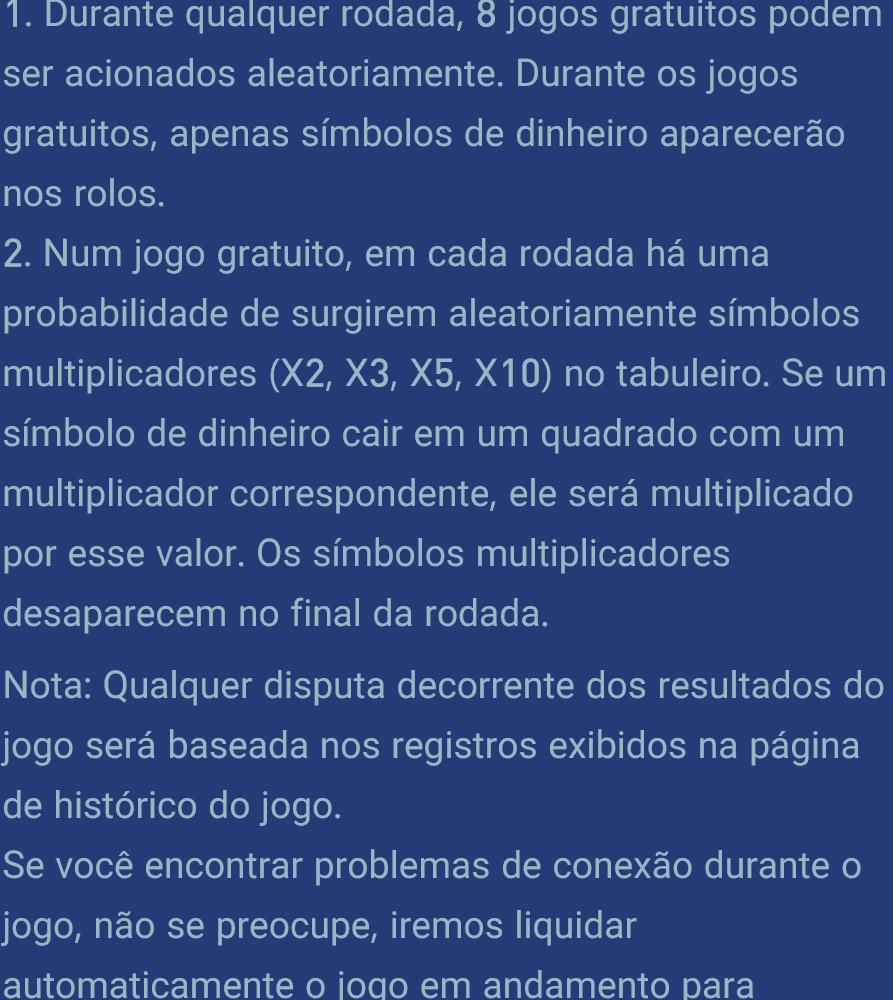 1. Durante qualquer rodada, 8 jogos gratuitos podem
ser acionados aleatoriamente. Durante os jogos
gratuitos, apenas símbolos de dinheiro aparecerão
nos rolos.
2. Num jogo gratuito, em cada rodada há uma
probabilidade de surgirem aleatoriamente símbolos
multiplicadores (X2, X3, X5, X10) no tabuleiro. Se um
símbolo de dinheiro cair em um quadrado com um
multiplicador correspondente, ele será multiplicado
por esse valor. Os símbolos multiplicadores
desaparecem no final da rodada.
Nota: Qualquer disputa decorrente dos resultados do
jogo será baseada nos registros exibidos na página
de histórico do jogo.
Se você encontrar problemas de conexão durante o
jogo, não se preocupe, iremos liquidar
automaticamente o jogo em andamento para